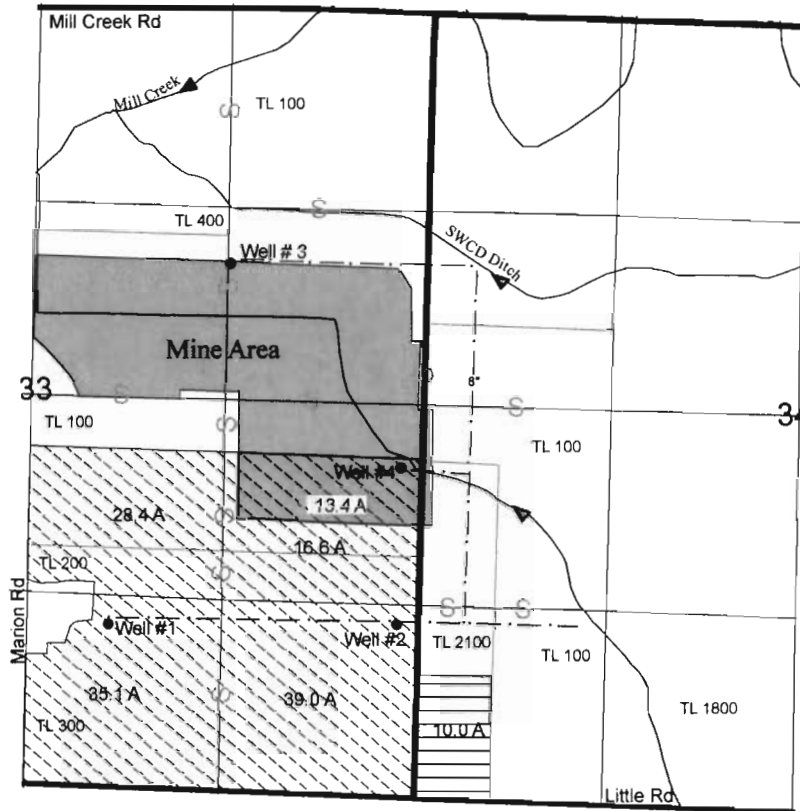 Mill Creek Rd
Mill Creek
S
TL 100
TL 400
S
Well # 3
SWCD Ditch
S
Mine Area
8"
33
S
S
34
TL 100
S
TL 100
Well #4
13.4 A
28.4 A
S
16.6 A
TL 200
S
S
S
Marion Rd
Well #1
Well #2
TL 2100
TL 100
35.1 A
S
39.0 A
TL 300
10.0 A
TL 1800
Little Rd